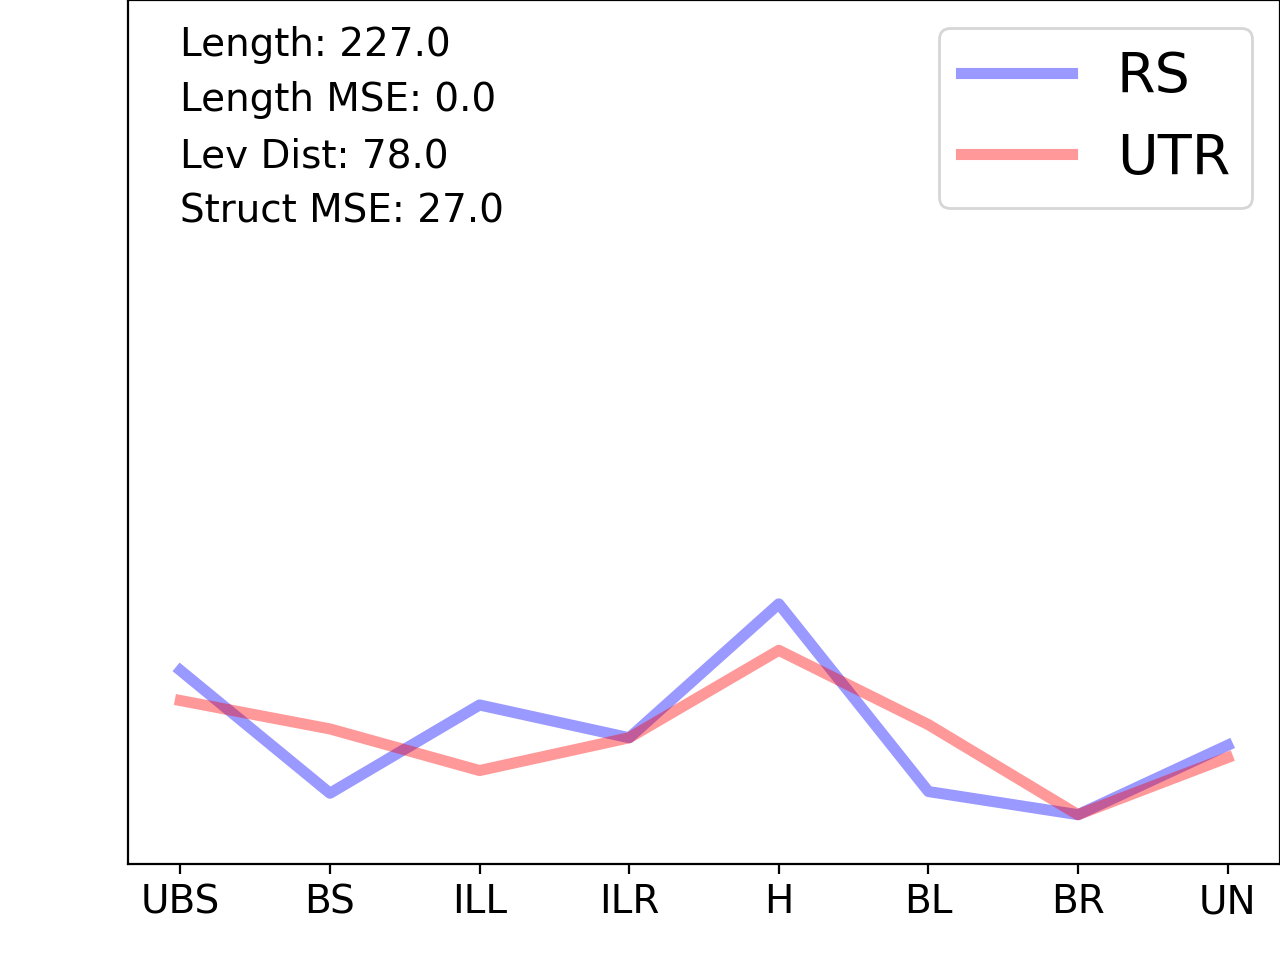 Length: 227.0
Length MSE: 0.0
Lev Dist: 78.0
Struct MSE: 27.0
RS
UTR
UBS BS ILL ILR H BL BR UN